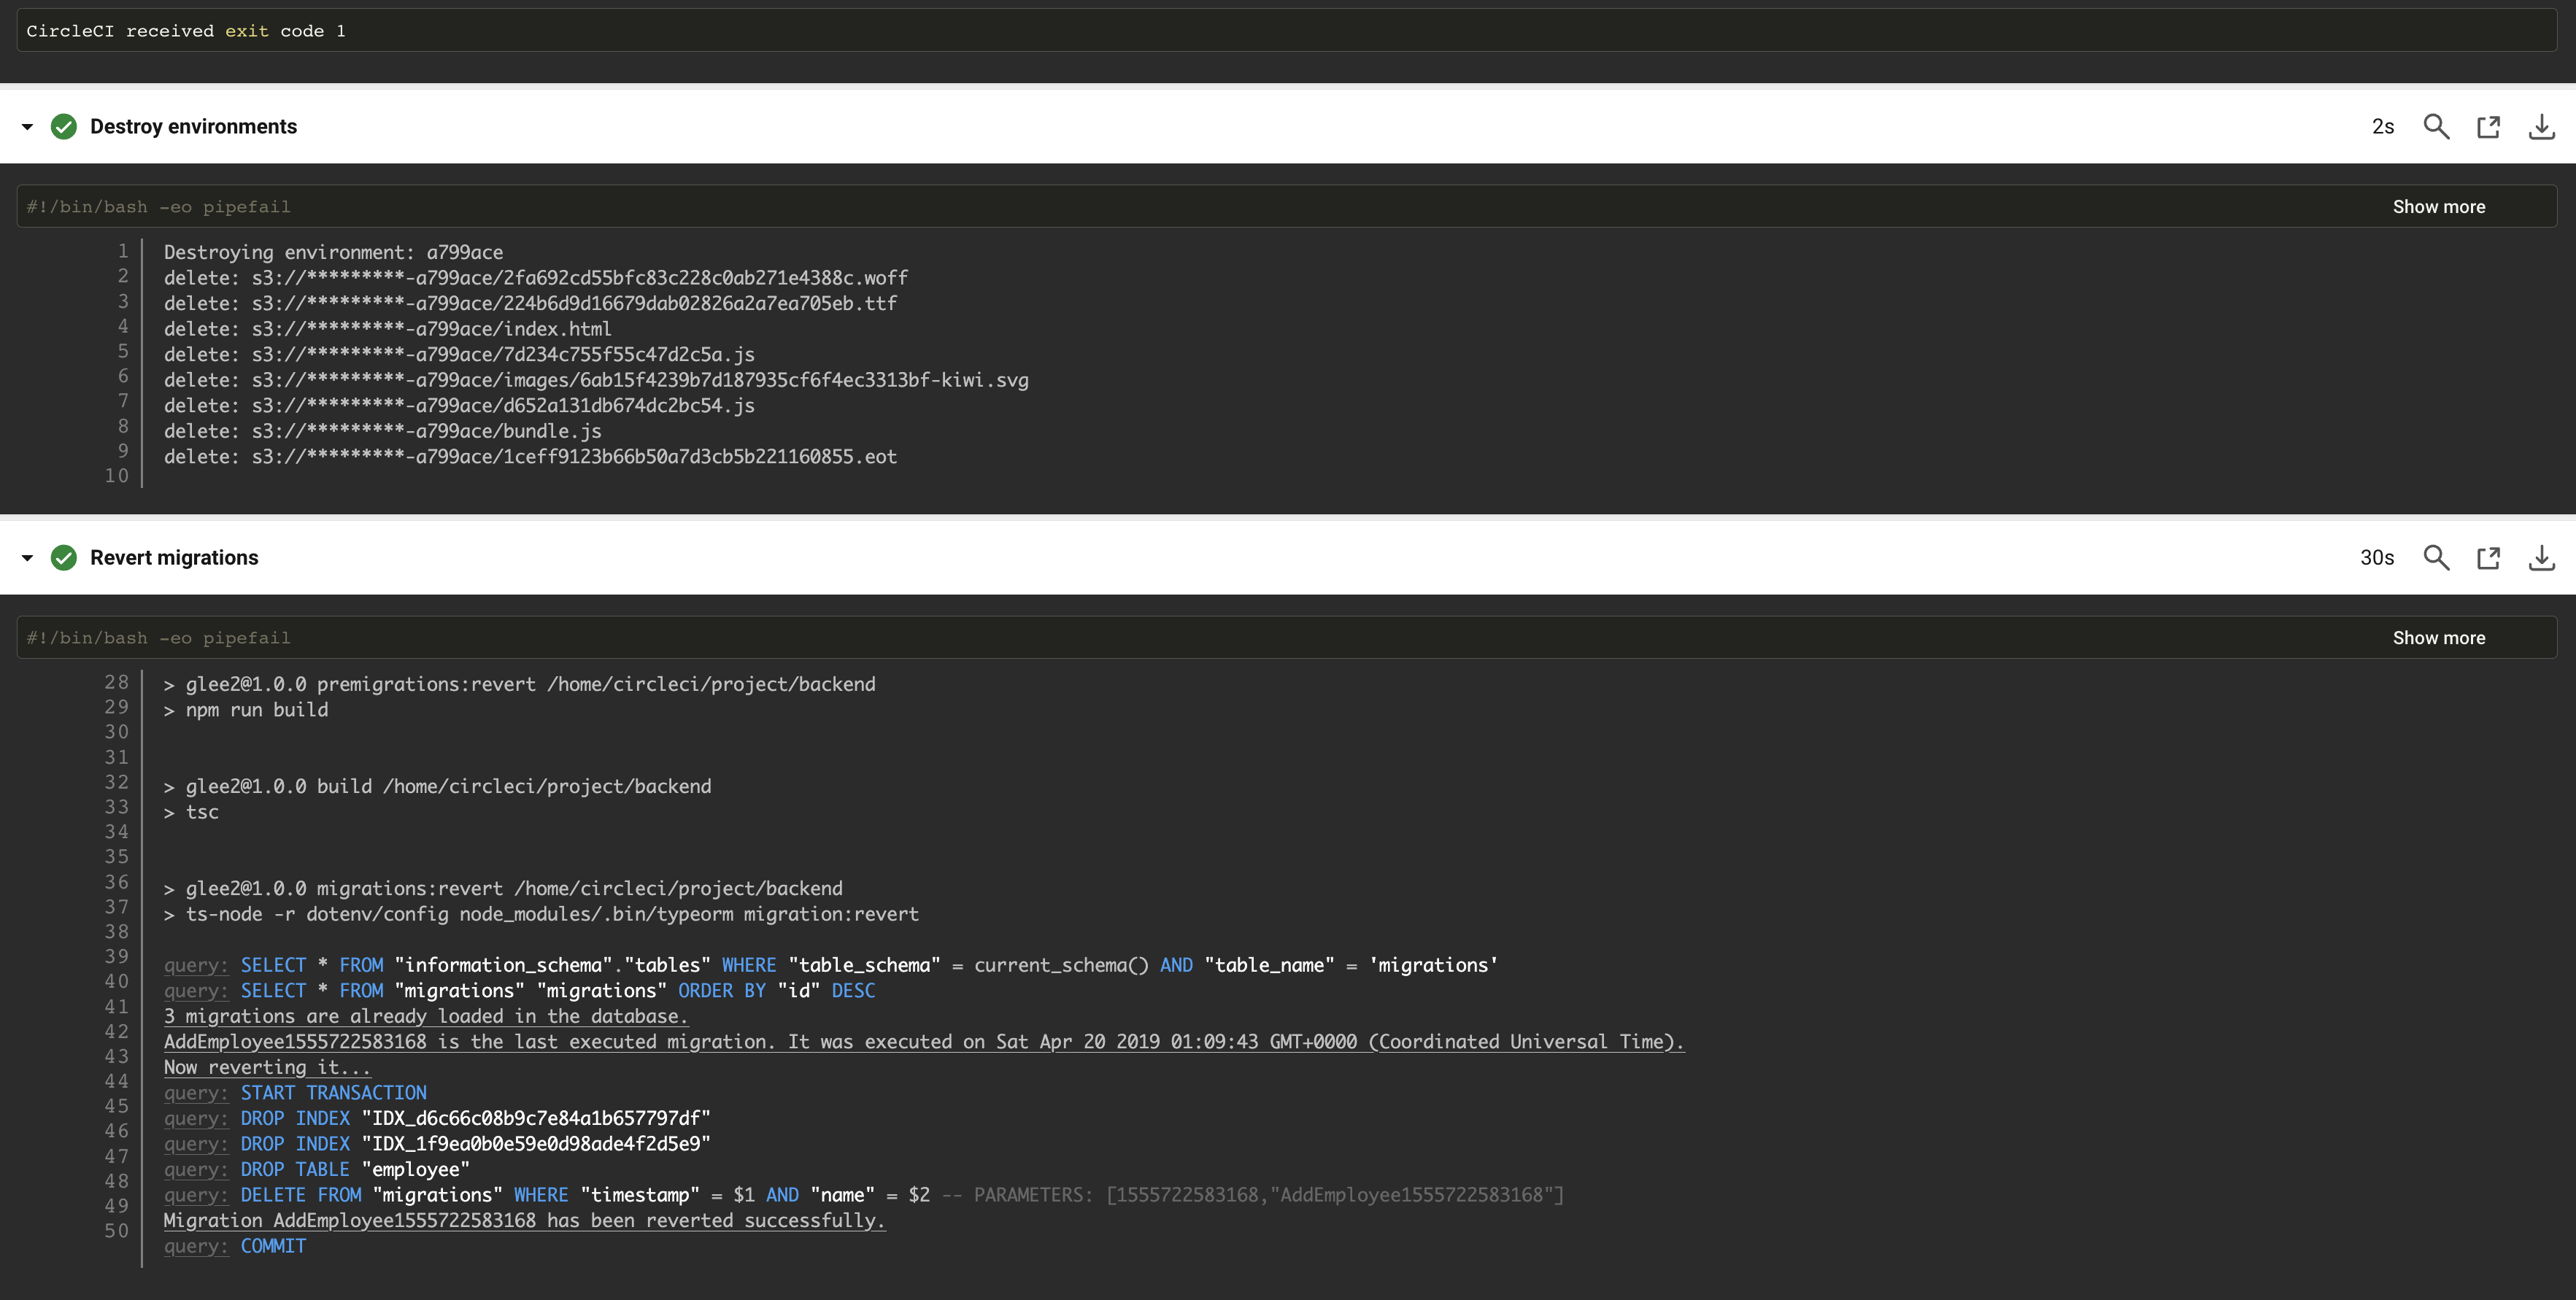 CircleCI received exit code 1
Destroy environments
2s
#!/bin/bash -eo pipefail
Show more
1 Destroying environment: a799ace
2 delete: s3://*********-a799ace/2fa692cd55bfc83c228c0ab271e4388c.woff
3 delete: s3://*********-a799ace/224b6d9d16679dab02826a2a7ea705eb.ttf
4 delete: s3://*********-a799ace/index.html
5 delete: s3://*********-a799ace/7d234c755f55c47d2c5a.js
6 delete: s3://*********-a799ace/images/6ab15f4239b7d187935cf6f4ec3313bf-kiwi.svg
7 delete: s3://*********-a799ace/d652a131db674dc2bc54.js
8 delete: s3://*********-a799ace/bundle.js
9 delete: s3://*********-a799ace/1ceff9123b66b50a7d3cb5b221160855.eot
10
Revert migrations
30s
#!/bin/bash -eo pipefail
Show more
28 > glee2@1.0.0 premigrations:revert /home/circleci/project/backend
29 > npm run build
30
31
32 > glee2@1.0.0 build /home/circleci/project/backend
33 > tsc
34
35
36 > glee2@1.0.0 migrations:revert /home/circleci/project/backend
37 > ts-node -r dotenv/config node_modules/.bin/typeorm migration:revert
38
39 query: SELECT * FROM "information_schema"."tables" WHERE "table_schema" = current_schema() AND "table_name" = 'migrations'
40 query: SELECT * FROM "migrations" "migrations" ORDER BY "id" DESC
41 3 migrations are already loaded in the database.
42 AddEmployee1555722583168 is the last executed migration. It was executed on Sat Apr 20 2019 01:09:43 GMT+0000 (Coordinated Universal Time).
43 Now reverting it...
44 query: START TRANSACTION
45 query: DROP INDEX "IDX_d6c66c08b9c7e84a1b657797df"
46 query: DROP INDEX "IDX_1f9ea0b0e59e0d98ade4f2d5e9"
47 query: DROP TABLE "employee"
48 query: DELETE FROM "migrations" WHERE "timestamp" = $1 AND "name" = $2 -- PARAMETERS: [1555722583168,"AddEmployee1555722583168"]
49 Migration AddEmployee1555722583168 has been reverted successfully.
50 query: COMMIT